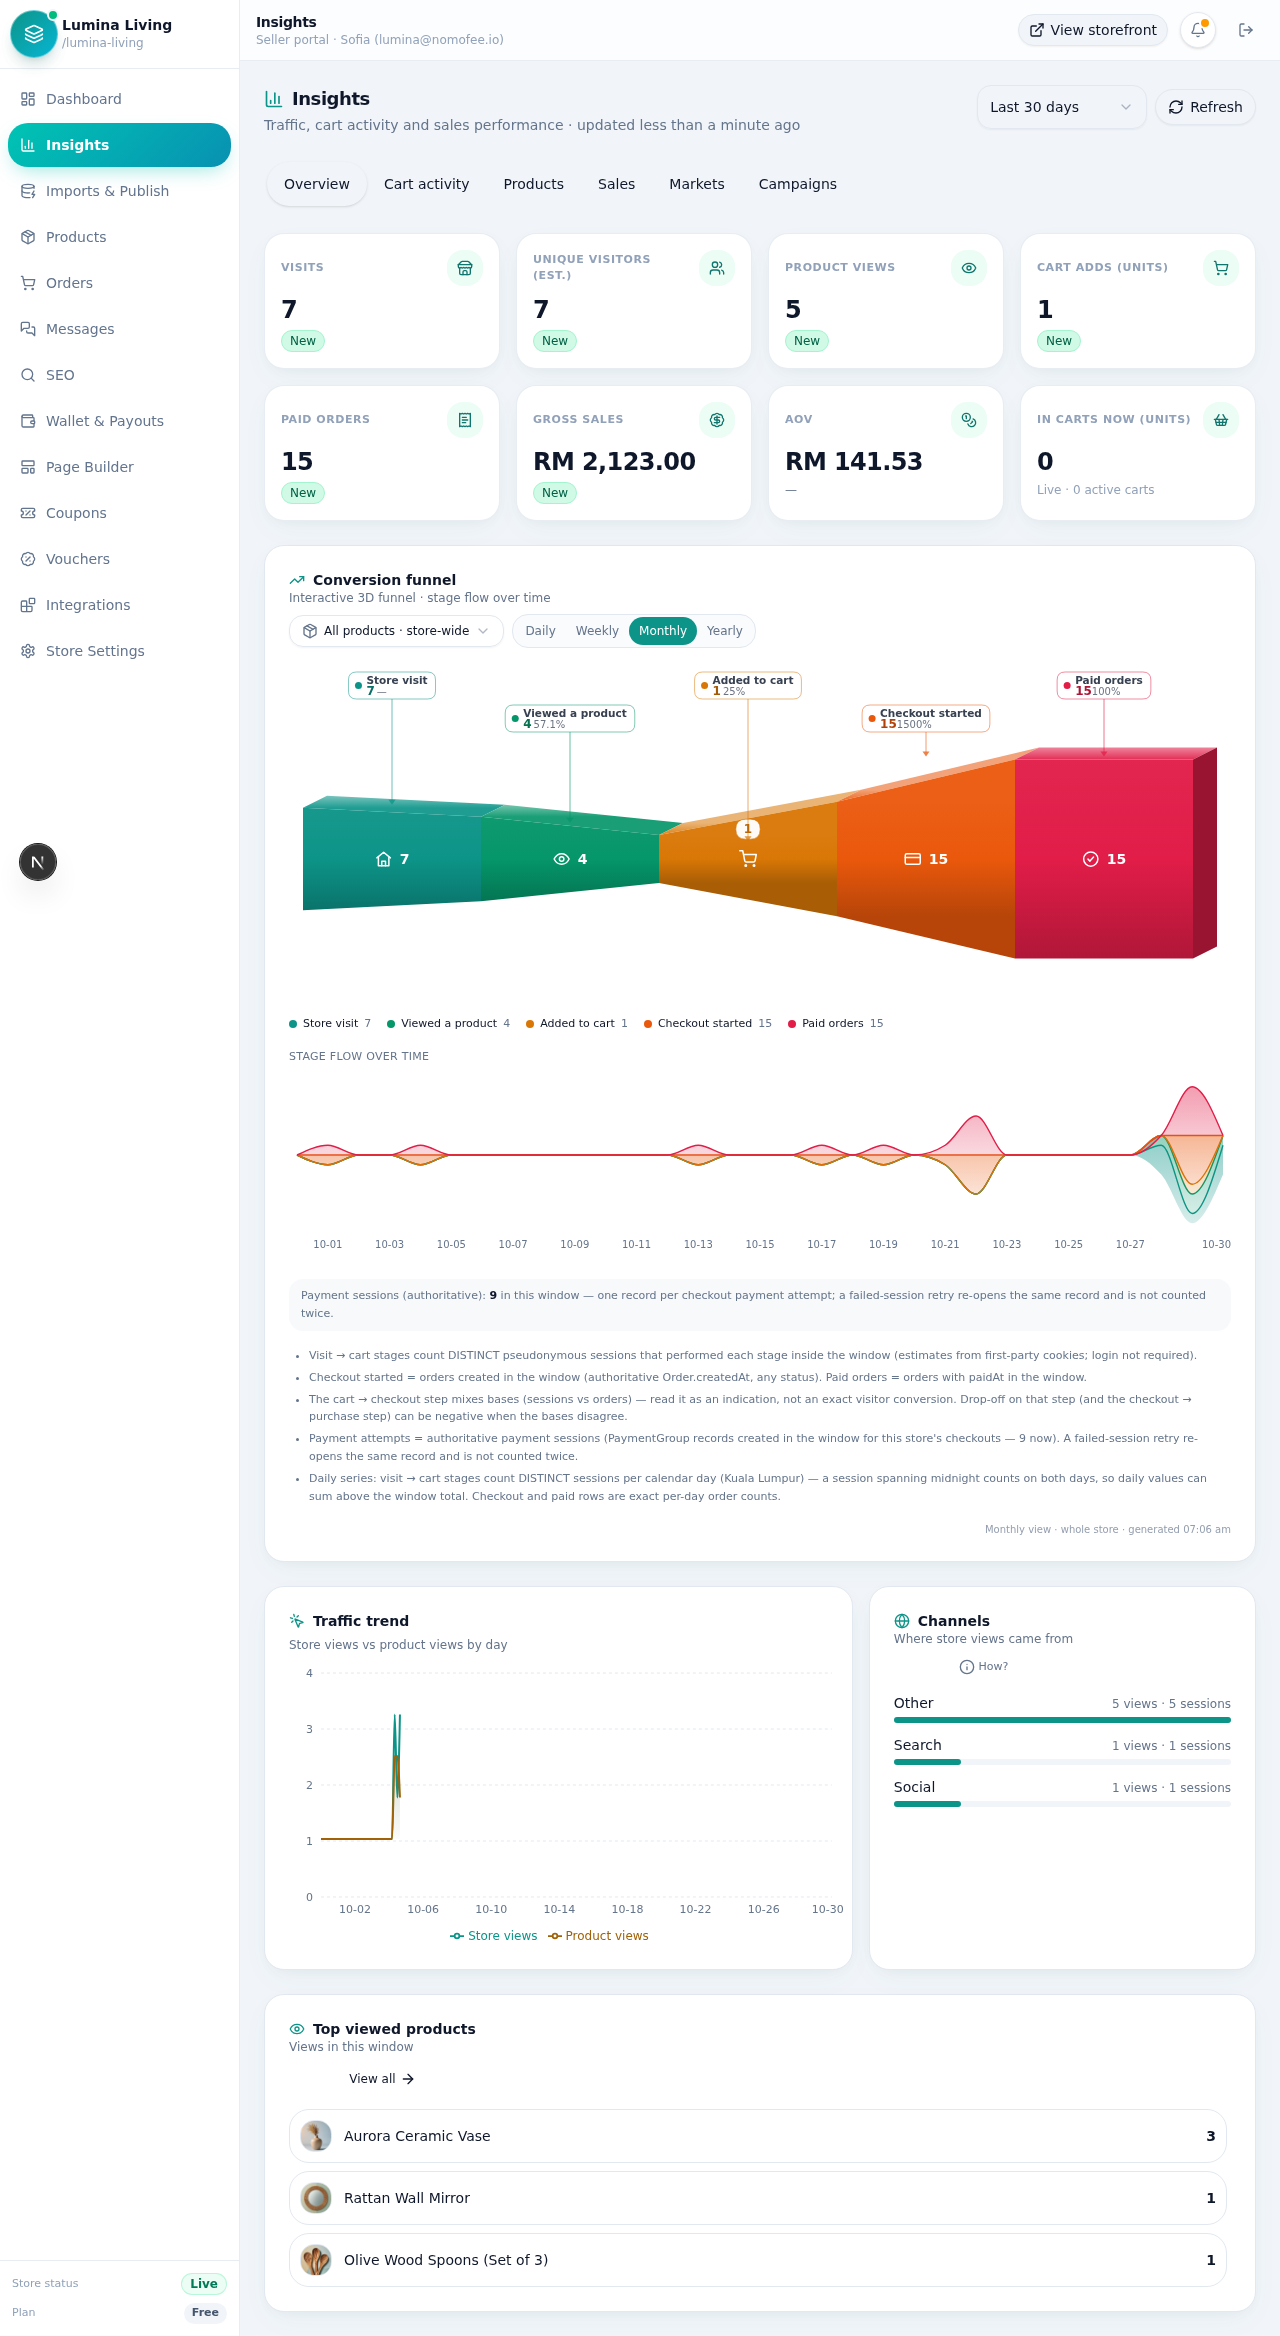 Lumina Living
/lumina-living
Dashboard
Insights
Imports & Publish
Products
Orders
Messages
SEO
Wallet & Payouts
Page Builder
Coupons
Vouchers
Integrations
Store Settings
N
Store status
Live
Plan
Free
Insights
Seller portal · Sofia (lumina@nomofee.io)
View storefront
Insights
Traffic, cart activity and sales performance · updated less than a minute ago
Last 30 days
Refresh
Overview
Cart activity
Products
Sales
Markets
Campaigns
VISITS
7
New
UNIQUE VISITORS
(EST.)
7
New
PRODUCT VIEWS
5
New
CART ADDS (UNITS)
1
New
PAID ORDERS
15
New
GROSS SALES
RM 2,123.00
New
AOV
RM 141.53
—
IN CARTS NOW (UNITS)
0
Live · 0 active carts
Conversion funnel
Interactive 3D funnel · stage flow over time
All products · store-wide
Daily
Weekly
Monthly
Yearly
Store visit
7 —
Viewed a product
4 57.1%
Added to cart
1 25%
Checkout started
15 1500%
Paid orders
15 100%
7
4
1
15
15
Store visit 7
Viewed a product 4
Added to cart 1
Checkout started 15
Paid orders 15
STAGE FLOW OVER TIME
10-01
10-03
10-05
10-07
10-09
10-11
10-13
10-15
10-17
10-19
10-21
10-23
10-25
10-27
10-30
Payment sessions (authoritative): 9 in this window — one record per checkout payment attempt; a failed-session retry re-opens the same record and is not counted
twice.
• Visit → cart stages count DISTINCT pseudonymous sessions that performed each stage inside the window (estimates from first-party cookies; login not required).
• Checkout started = orders created in the window (authoritative Order.createdAt, any status). Paid orders = orders with paidAt in the window.
• The cart → checkout step mixes bases (sessions vs orders) — read it as an indication, not an exact visitor conversion. Drop-off on that step (and the checkout →
purchase step) can be negative when the bases disagree.
• Payment attempts = authoritative payment sessions (PaymentGroup records created in the window for this store's checkouts — 9 now). A failed-session retry re-
opens the same record and is not counted twice.
• Daily series: visit → cart stages count DISTINCT sessions per calendar day (Kuala Lumpur) — a session spanning midnight counts on both days, so daily values can
sum above the window total. Checkout and paid rows are exact per-day order counts.
Monthly view · whole store · generated 07:06 am
Traffic trend
Store views vs product views by day
4
3
2
1
0
10-02
10-06
10-10
10-14
10-18
10-22
10-26
10-30
Store views
Product views
Channels
Where store views came from
How?
Other
5 views · 5 sessions
Search
1 views · 1 sessions
Social
1 views · 1 sessions
Top viewed products
Views in this window
View all
Aurora Ceramic Vase
3
Rattan Wall Mirror
1
Olive Wood Spoons (Set of 3)
1